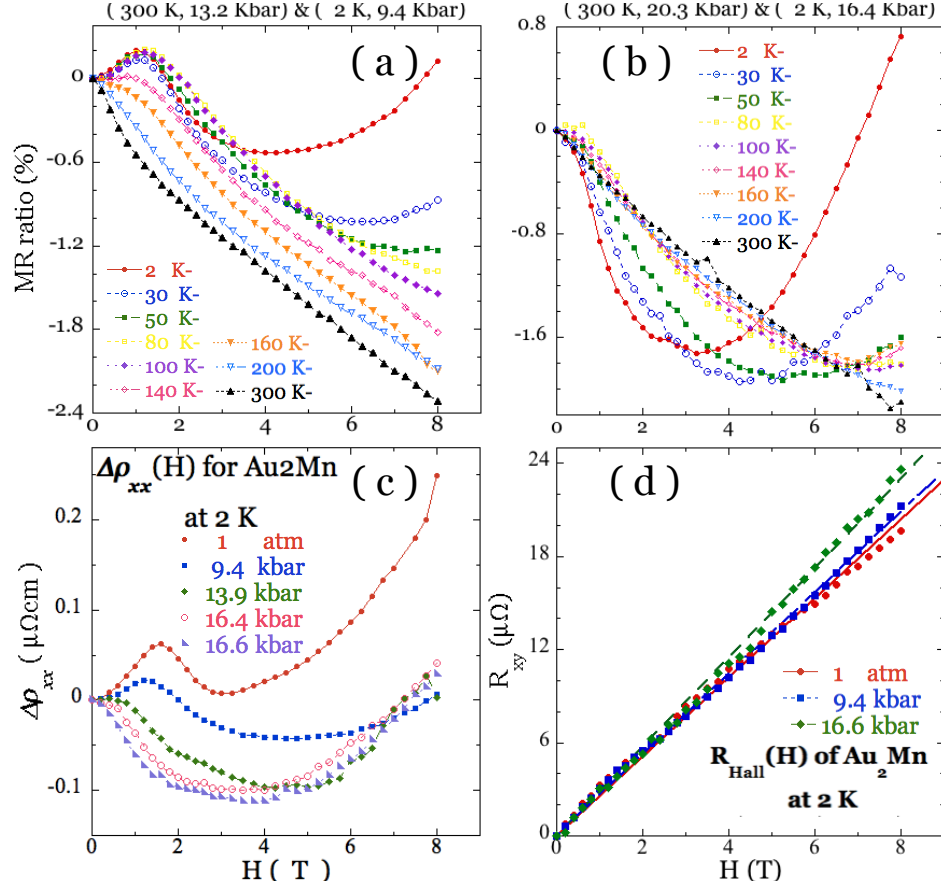 ( 300 K, 13.2 Kbar) & ( 2 K, 9.4 Kbar)
( a )
MR ratio (%)
0
-0.6
-1.2
-1.8
-2.4
2 K-
30 K-
50 K-
80 K-
100 K-
140 K-
160 K-
200 K-
300 K-
0 2 4 6 8
( 300 K, 20.3 Kbar) & ( 2 K, 16.4 Kbar)
( b )
0.8
0
-0.8
-1.6
2 K-
30 K-
50 K-
80 K-
100 K-
140 K-
160 K-
200 K-
300 K-
0 2 4 6 8
Δρxx(H) for Au2Mn
( c )
at 2 K
1 atm
9.4 kbar
13.9 kbar
16.4 kbar
16.6 kbar
Δρxx ( μΩcm )
0.2
0.1
0
-0.1
0 2 4 6 8
H ( T )
( d )
Rxy (μΩ)
24
18
12
6
0
1 atm
9.4 kbar
16.6 kbar
RHall(H) of Au2Mn
at 2 K
0 2 4 6 8
H (T)